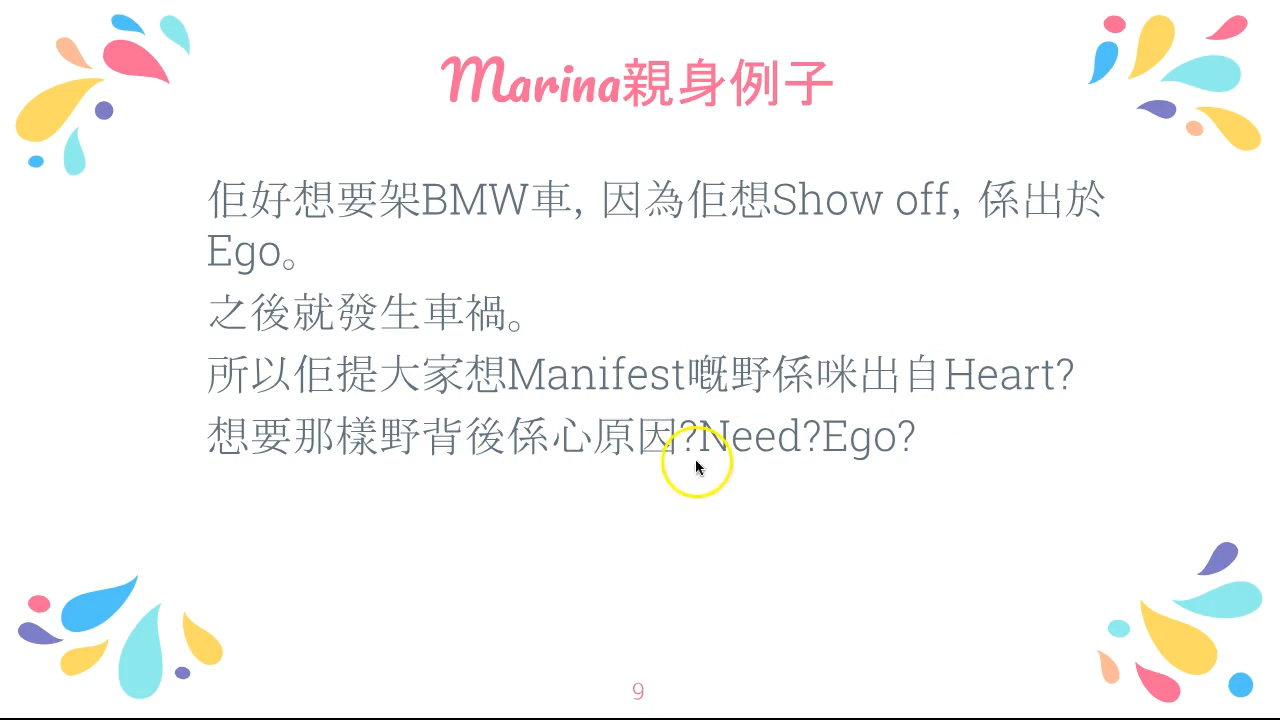 Marina親身例子
佢好想要架BMW車, 因為佢想Show off, 係出於
Ego。
之後就發生車禍。
所以佢提大家想Manifest嘅野係咪出自Heart?
想要那樣野背後係心原因?Need?Ego?
9